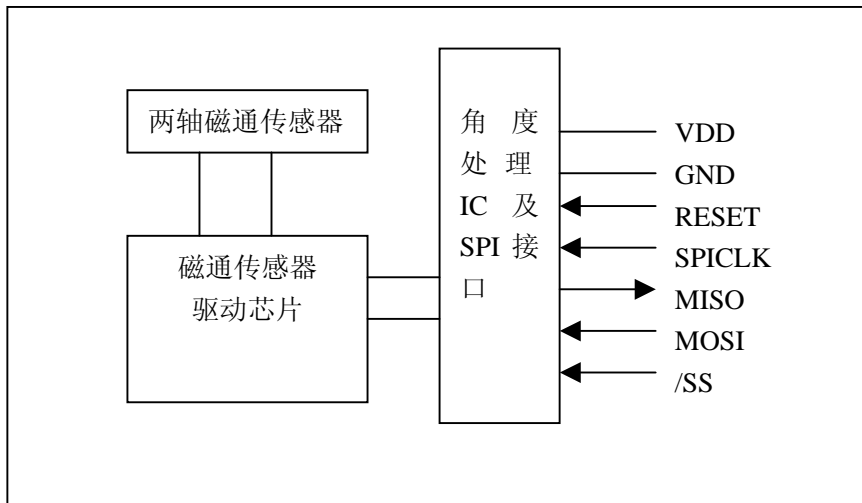 两轴磁通传感器
磁通传感器
驱动芯片
角 度
处 理
IC 及
SPI 接
口
VDD
GND
RESET
SPICLK
MISO
MOSI
/SS